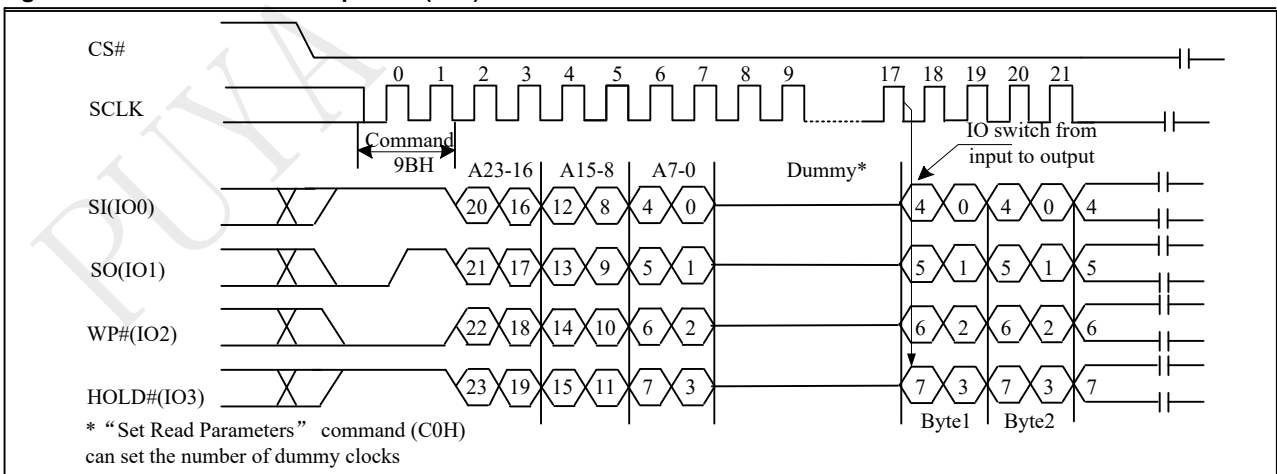 PUYA
CS#
0 1 2 3 4 5 6 7 8 9 17 18 19 20 21
SCLK
Command
9BH
IO switch from
input to output
A23-16 A15-8 A7-0 Dummy*
SI(IO0) 20 16 12 8 4 0 4 0 4 0 4
SO(IO1) 21 17 13 9 5 1 5 1 5 1 5
WP#(IO2) 22 18 14 10 6 2 6 2 6 2 6
HOLD#(IO3) 23 19 15 11 7 3 7 3 7 3 7
Byte1 Byte2
* “Set Read Parameters” command (C0H)
can set the number of dummy clocks